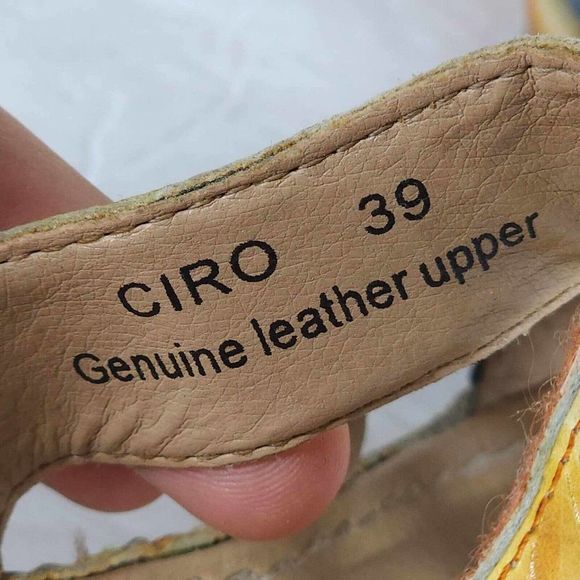 CIRO 39
Genuine leather upper